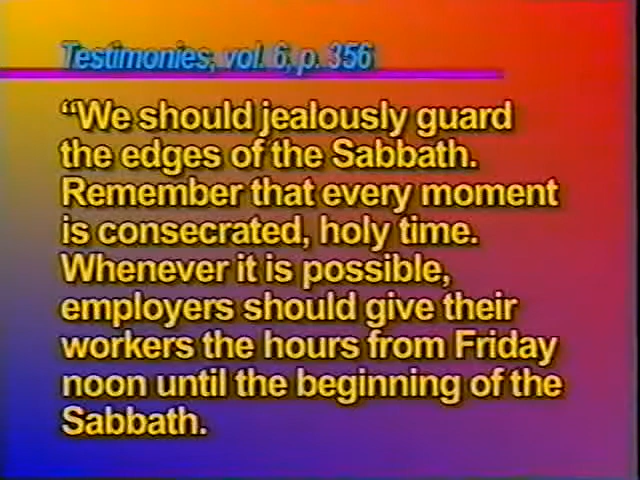 Testimonies, vol. 6, p. 356
“We should jealously guard
the edges of the Sabbath.
Remember that every moment
is consecrated, holy time.
Whenever it is possible,
employers should give their
workers the hours from Friday
noon until the beginning of the
Sabbath.